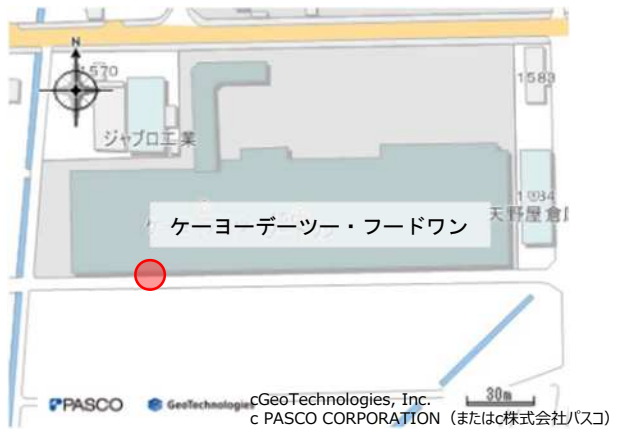 N
1570
1583
ジャブロ工業
天野屋倉庫
ケーヨーデーツー・フードワン
30m
PASCO
GeoTechnologies
cGeoTechnologies, Inc.
c PASCO CORPORATION（またはc株式会社パスコ）